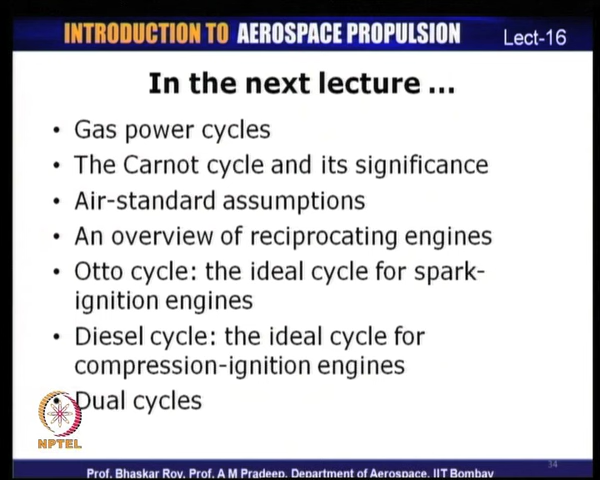 INTRODUCTION TO AEROSPACE PROPULSION
Lect-16
In the next lecture ...
• Gas power cycles
• The Carnot cycle and its significance
• Air-standard assumptions
• An overview of reciprocating engines
• Otto cycle: the ideal cycle for spark-
ignition engines
• Diesel cycle: the ideal cycle for
compression-ignition engines
• Dual cycles
NPTEL
34
Prof. Bhaskar Roy, Prof. A M Pradeep, Department of Aerospace, IIT Bombay